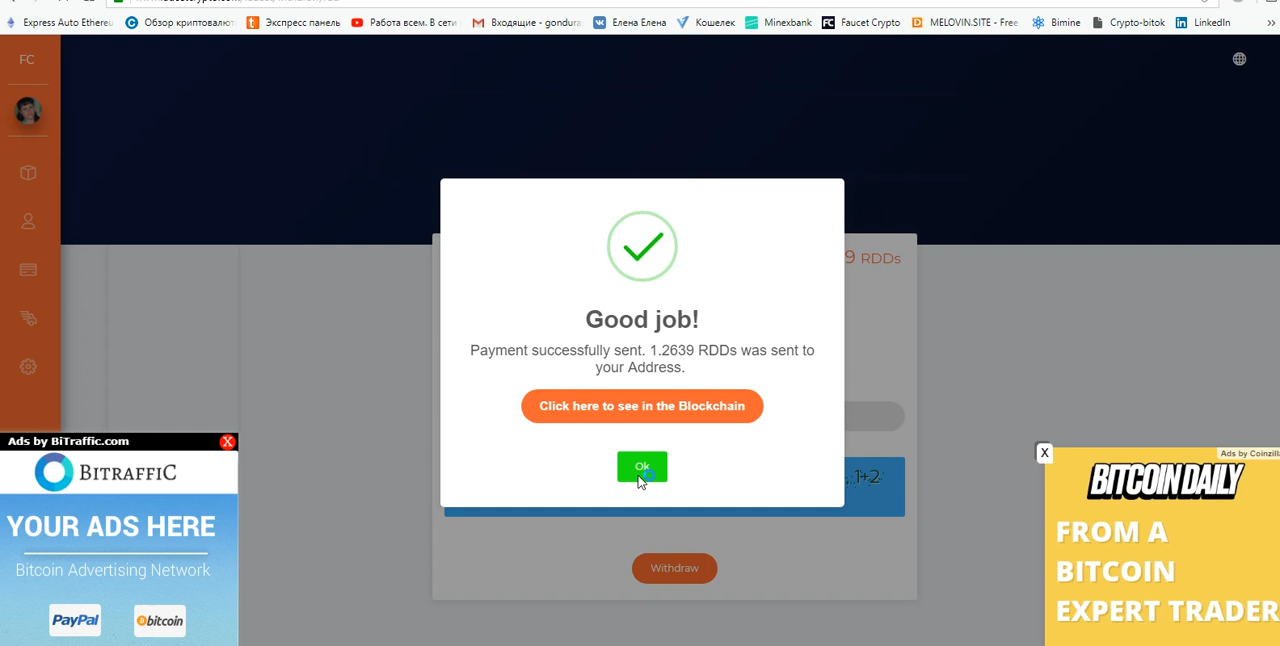 Express Auto Ethereu
Обзор криптовалют
Экспресс панель
Работа всем. В сети
Входящие - gondura
Елена Елена
Кошелек
Minexbank
Faucet Crypto
MELOVIN.SITE - Free
Bimine
Crypto-bitok
LinkedIn
»
FC
9 RDDs
Good job!
Payment successfully sent. 1.2639 RDDs was sent to
your Address.
Click here to see in the Blockchain
Ok
1+2
Withdraw
Ads by BiTraffic.com
X
BITRAFFIC
YOUR ADS HERE
Bitcoin Advertising Network
PayPal
bitcoin
X
Ads by Coinzill
BITCOIN DAILY
FROM A
BITCOIN
EXPERT TRADER